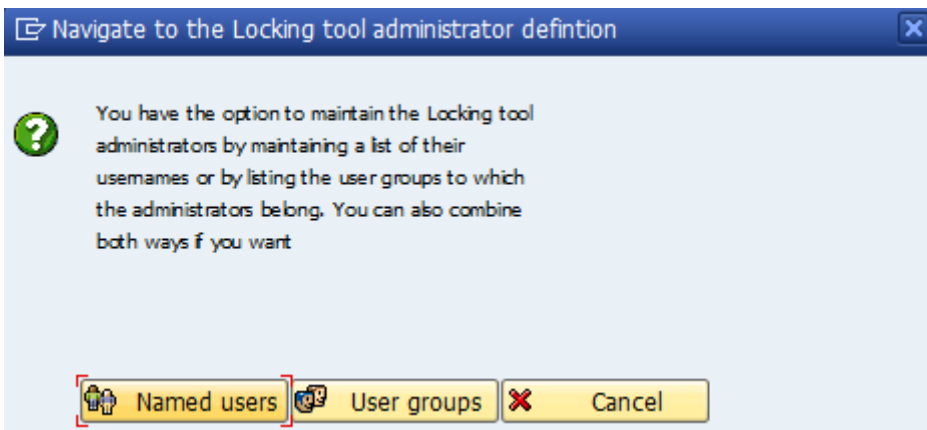 Navigate to the Locking tool administrator defintion
You have the option to maintain the Locking tool
administrators by maintaining a list of their
usernames or by listing the user groups to which
the administrators belong. You can also combine
both ways if you want
Named users User groups Cancel